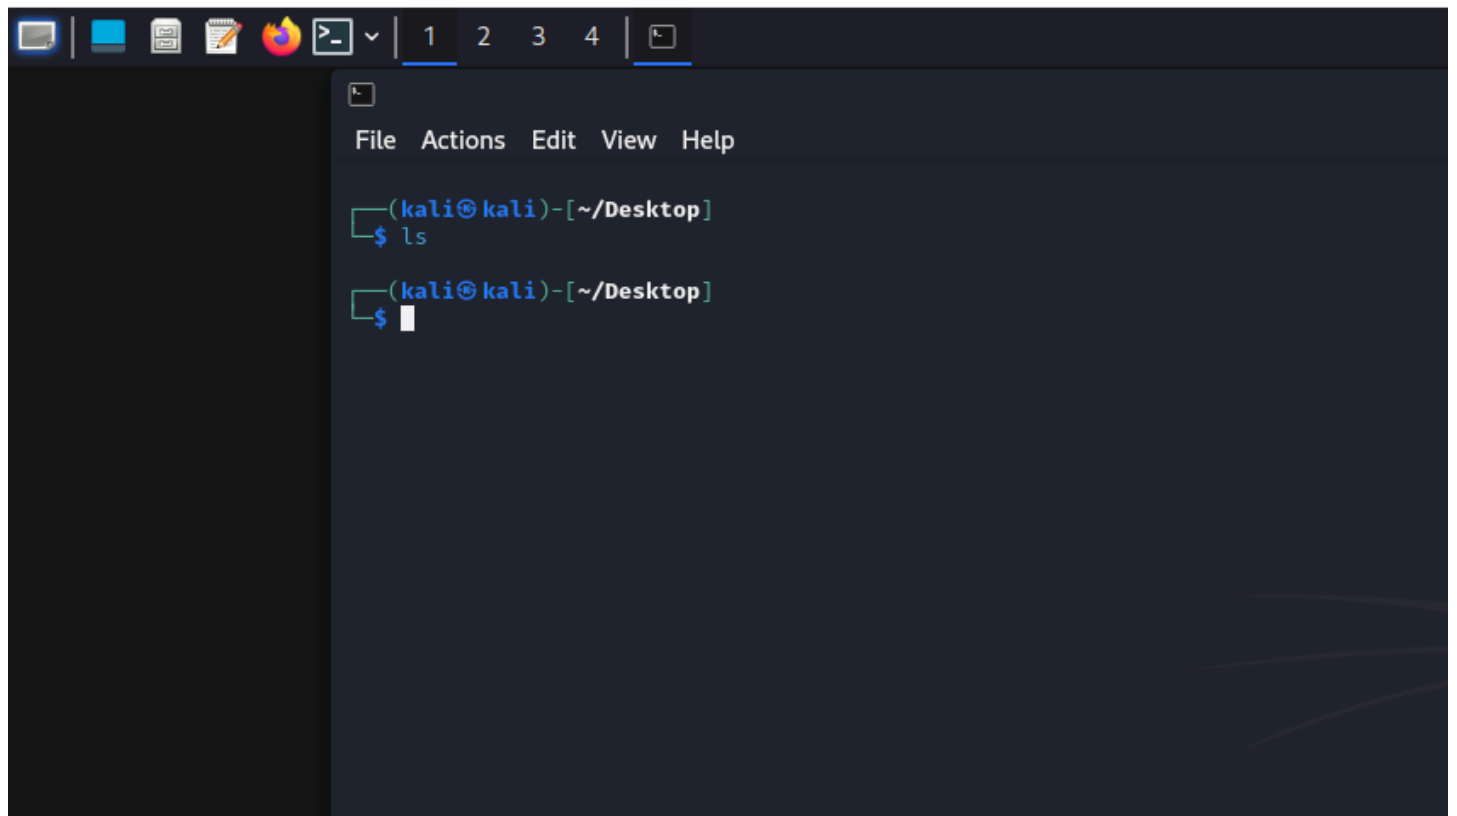 1 2 3 4
File Actions Edit View Help
┌──(kali㉿kali)-[~/Desktop]
└─$ ls
┌──(kali㉿kali)-[~/Desktop]
└─$